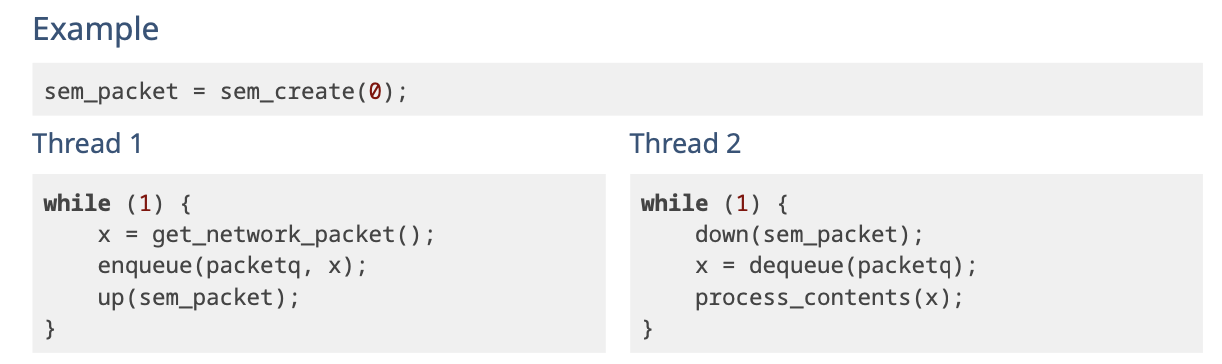 Example
sem_packet = sem_create(0);
Thread 1
while (1) {
    x = get_network_packet();
    enqueue(packetq, x);
    up(sem_packet);
}
Thread 2
while (1) {
    down(sem_packet);
    x = dequeue(packetq);
    process_contents(x);
}